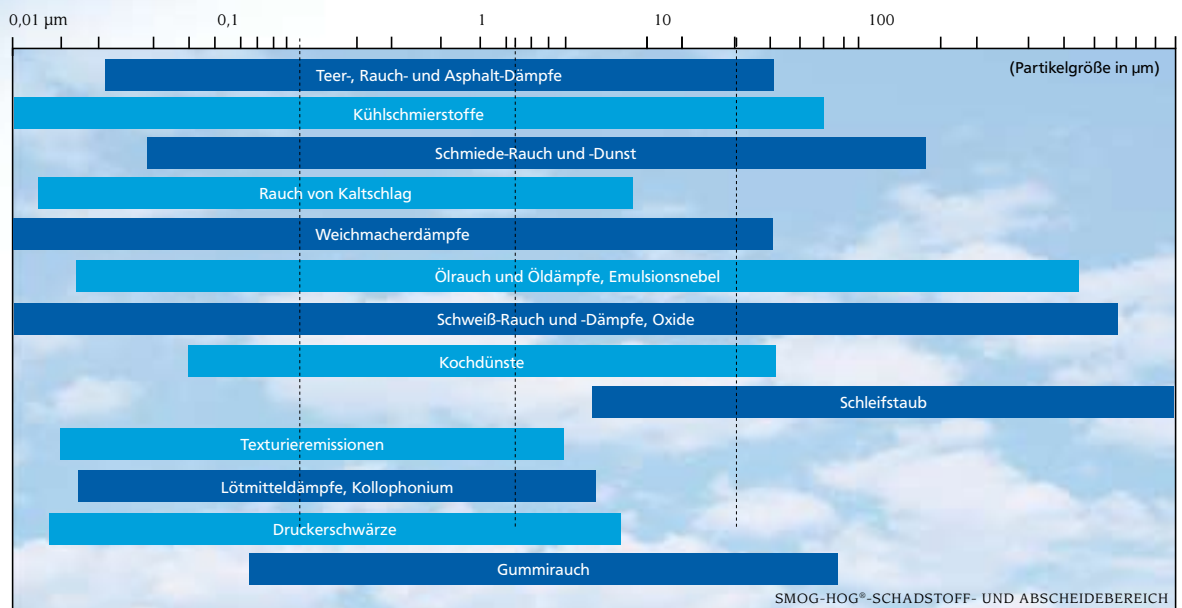 0,01 µm 0,1 1 10 100
(Partikelgröße in µm)
Teer-, Rauch- und Asphalt-Dämpfe
Kühlschmierstoffe
Schmiede-Rauch und -Dunst
Rauch von Kaltschlag
Weichmacherdämpfe
Ölrauch und Öldämpfe, Emulsionsnebel
Schweiß-Rauch und -Dämpfe, Oxide
Kochdünste
Schleifstaub
Texturieremissionen
Lötmitteldämpfe, Kollophonium
Druckerschwärze
Gummirauch
SMOG-HOG®-SCHADSTOFF- UND ABSCHEIDEBEREICH